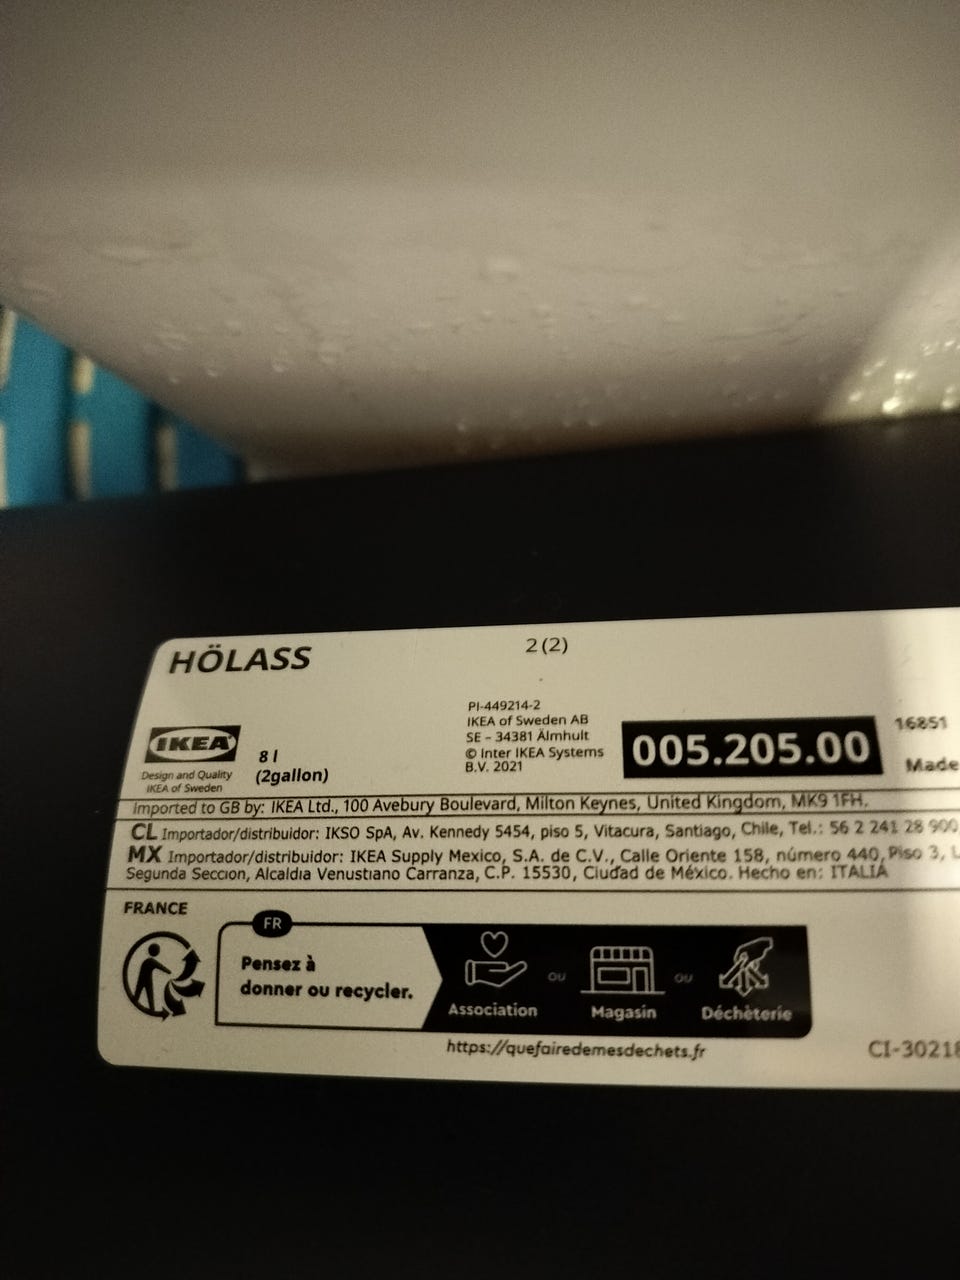 HÖLASS
2(2)
PI-449214-2
IKEA of Sweden AB
SE – 34381 Älmhult
© Inter IKEA Systems
B.V. 2021
005.205.00
16851
Made
IKEA
Design and Quality
IKEA of Sweden
8 l
(2gallon)
Imported to GB by: IKEA Ltd., 100 Avebury Boulevard, Milton Keynes, United Kingdom, MK9 1FH.
CL Importador/distribuidor: IKSO SpA, Av. Kennedy 5454, piso 5, Vitacura, Santiago, Chile, Tel.: 56 2 241 28 900
MX Importador/distribuidor: IKEA Supply Mexico, S.A. de C.V., Calle Oriente 158, número 440, Piso 3, L
Segunda Sección, Alcaldía Venustiano Carranza, C.P. 15530, Ciudad de México. Hecho en: ITALIA
FRANCE
FR
Pensez à
donner ou recycler.
Association
ou
Magasin
ou
Déchèterie
https://quefairedemesdechets.fr
CI-30218